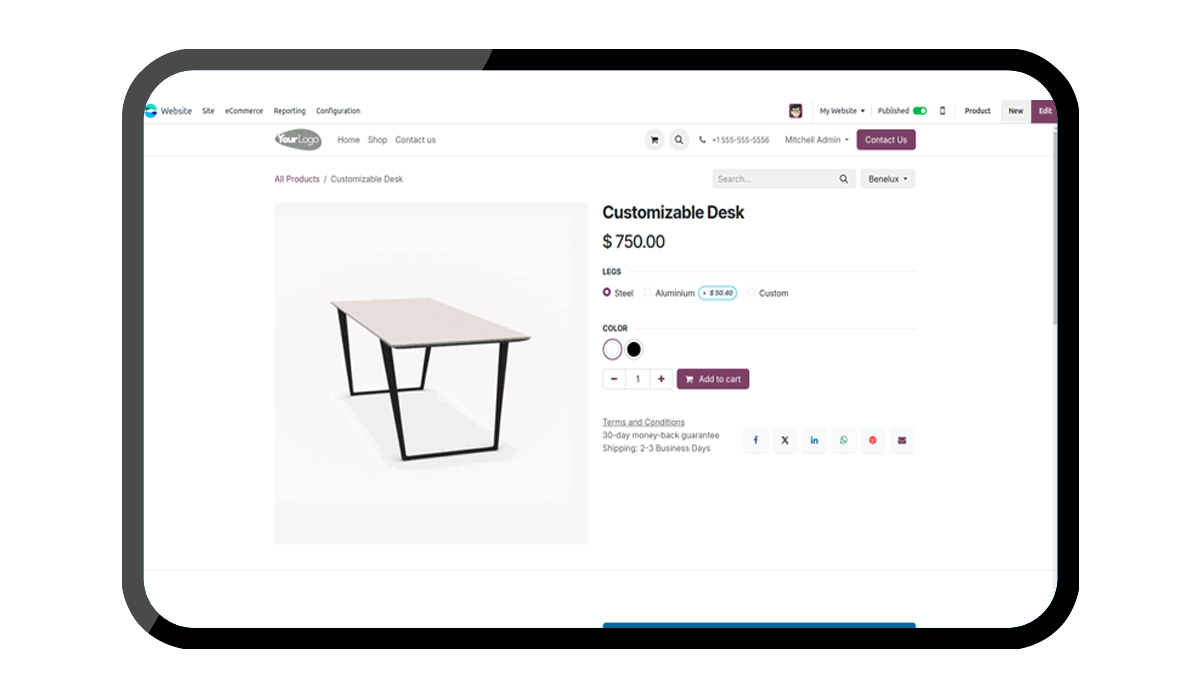 Website Site eCommerce Reporting Configuration My Website Published Product New Edit
YourLogo Home Shop Contact us +1 555-555-5556 Mitchell Admin Contact Us
All Products / Customizable Desk Search... Benelux
Customizable Desk
$ 750.00
LEGS
Steel Aluminium + $ 50.40 Custom
COLOR
1 Add to cart
Terms and Conditions
30-day money-back guarantee
Shipping: 2-3 Business Days